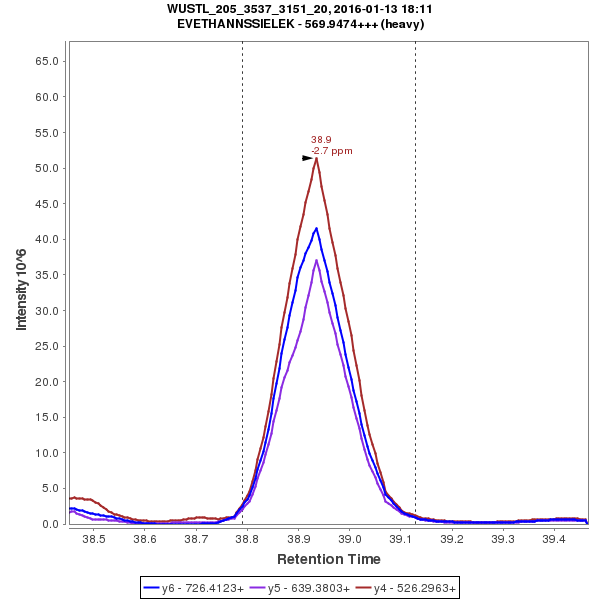 WUSTL_205_3537_3151_20, 2016-01-13 18:11
EVETHANNSSIELEK - 569.9474+++ (heavy)
65.0
60.0
55.0
50.0
45.0
40.0
35.0
30.0
25.0
20.0
15.0
10.0
5.0
0.0
Intensity 10^6
38.9
-2.7 ppm
38.5 38.6 38.7 38.8 38.9 39.0 39.1 39.2 39.3 39.4
Retention Time
y6 - 726.4123+ y5 - 639.3803+ y4 - 526.2963+